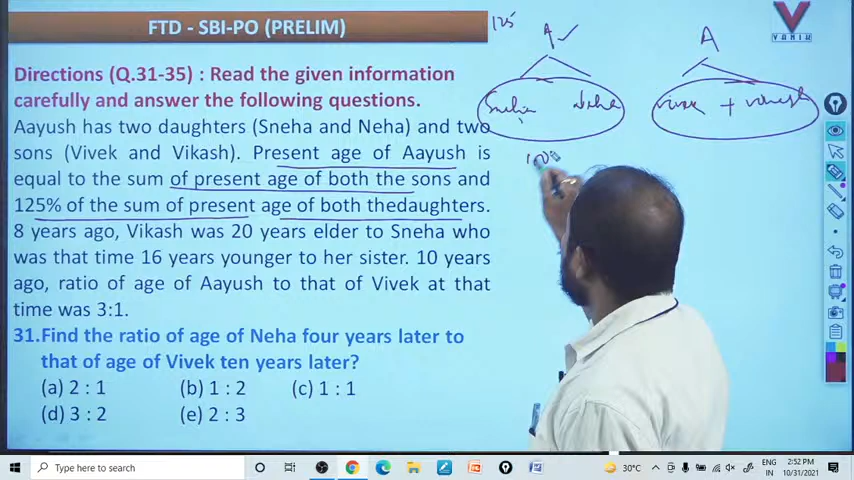 FTD - SBI-PO (PRELIM)
VANIK
Directions (Q.31-35) : Read the given information
carefully and answer the following questions.
Aayush has two daughters (Sneha and Neha) and two
sons (Vivek and Vikash). Present age of Aayush is
equal to the sum of present age of both the sons and
125% of the sum of present age of both thedaughters.
8 years ago, Vikash was 20 years elder to Sneha who
was that time 16 years younger to her sister. 10 years
ago, ratio of age of Aayush to that of Vivek at that
time was 3:1.
31.Find the ratio of age of Neha four years later to
that of age of Vivek ten years later?
(a) 2 : 1 (b) 1 : 2 (c) 1 : 1
(d) 3 : 2 (e) 2 : 3
125
A ✓
Sneha Neha
100
A
Vivek + Vikash
Type here to search
30°C
ENG
IN
2:52 PM
10/31/2021